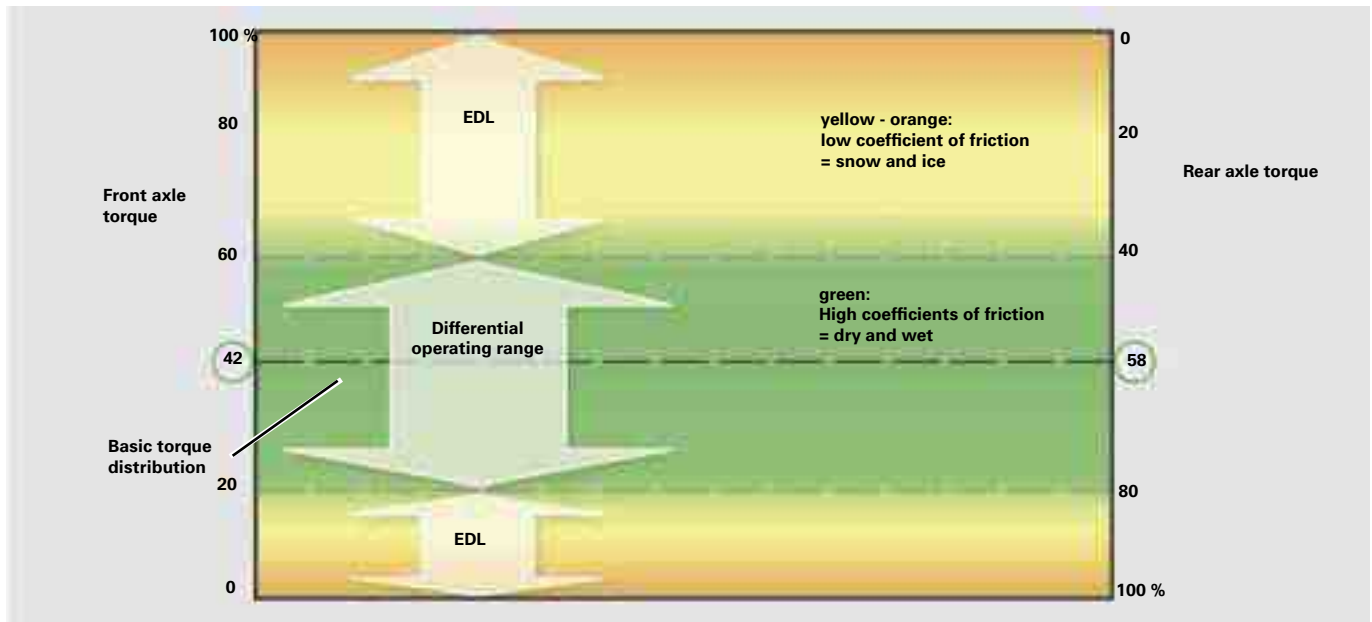 100 %
0
EDL
80
20
yellow - orange:
low coefficient of friction
= snow and ice
Front axle
torque
Rear axle torque
60
40
green:
High coefficients of friction
= dry and wet
Differential
operating range
42
58
Basic torque
distribution
20
80
EDL
0
100 %